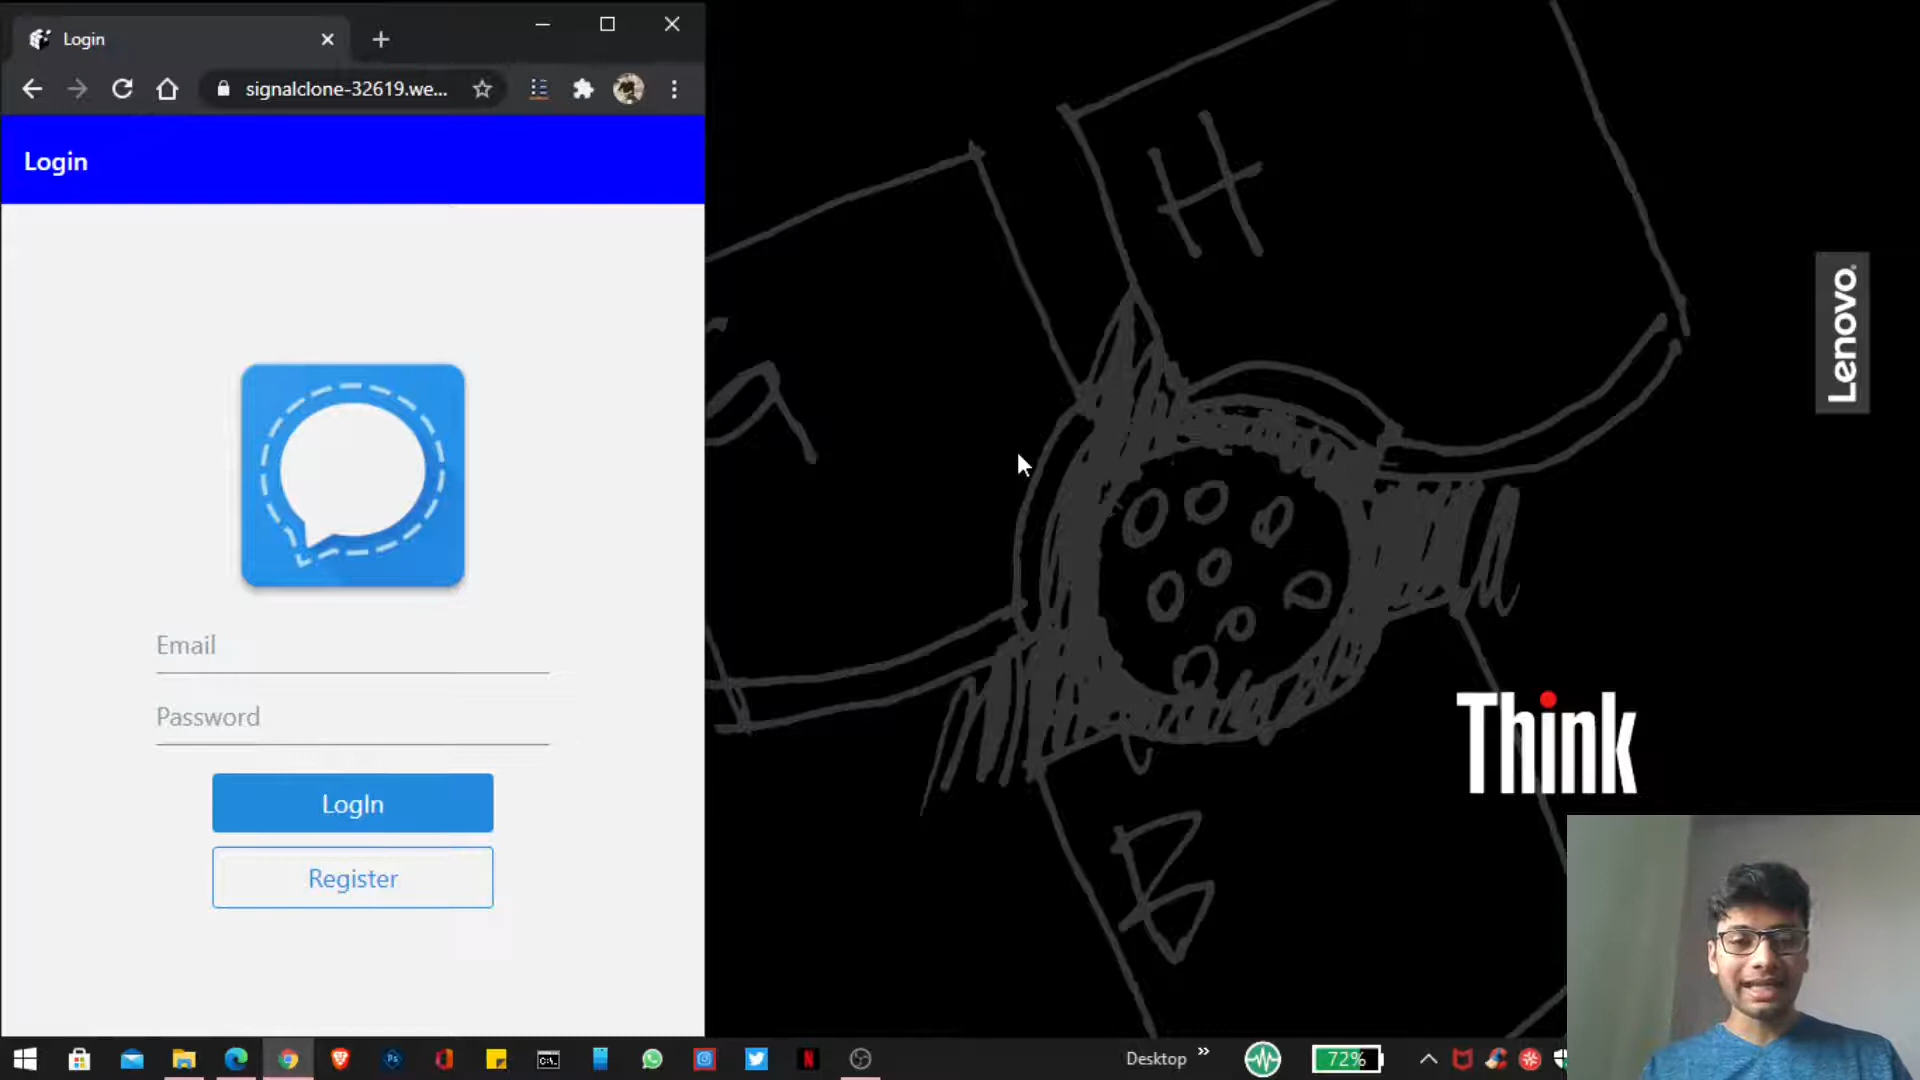 Login
signalclone-32619.we...
Login
Email
Password
LogIn
Register
H
a
B
Lenovo
Think
Desktop
72%